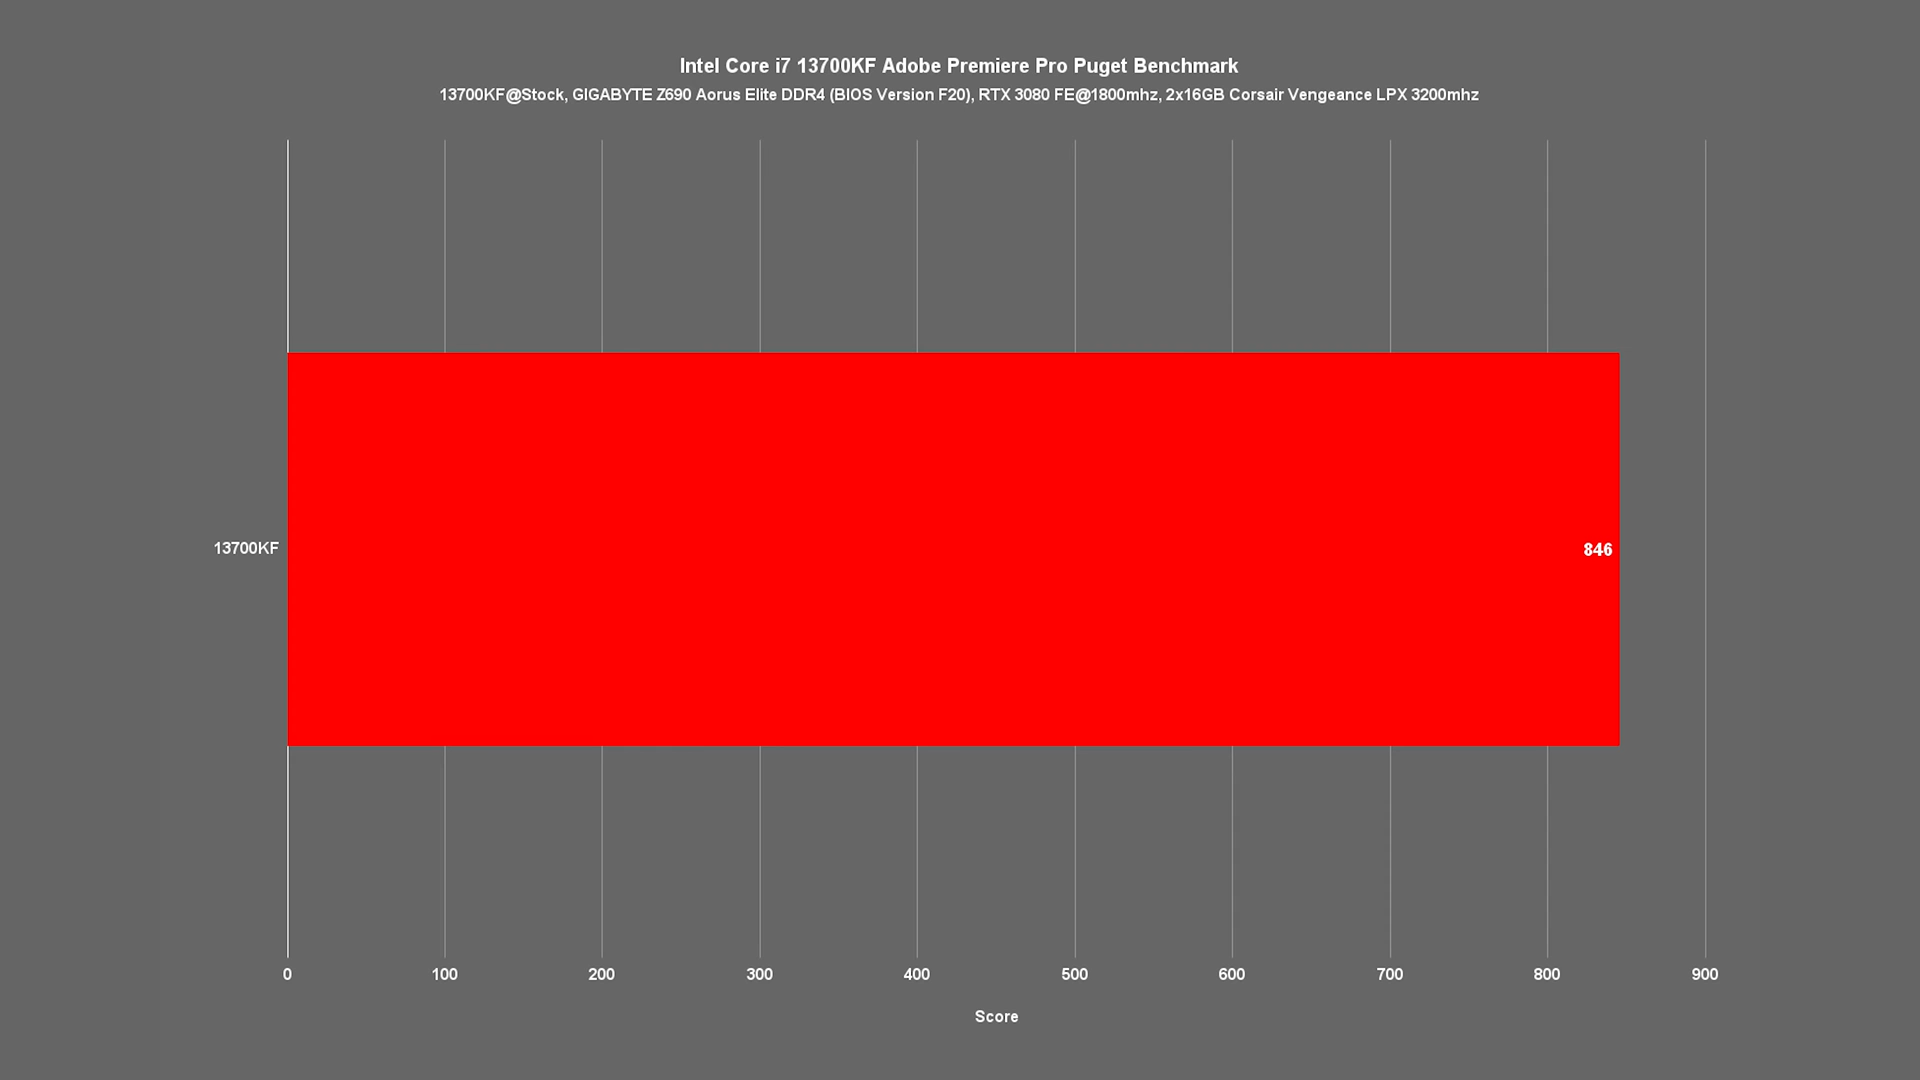 Intel Core i7 13700KF Adobe Premiere Pro Puget Benchmark
13700KF@Stock, GIGABYTE Z690 Aorus Elite DDR4 (BIOS Version F20), RTX 3080 FE@1800mhz, 2x16GB Corsair Vengeance LPX 3200mhz
13700KF
846
0 100 200 300 400 500 600 700 800 900
Score